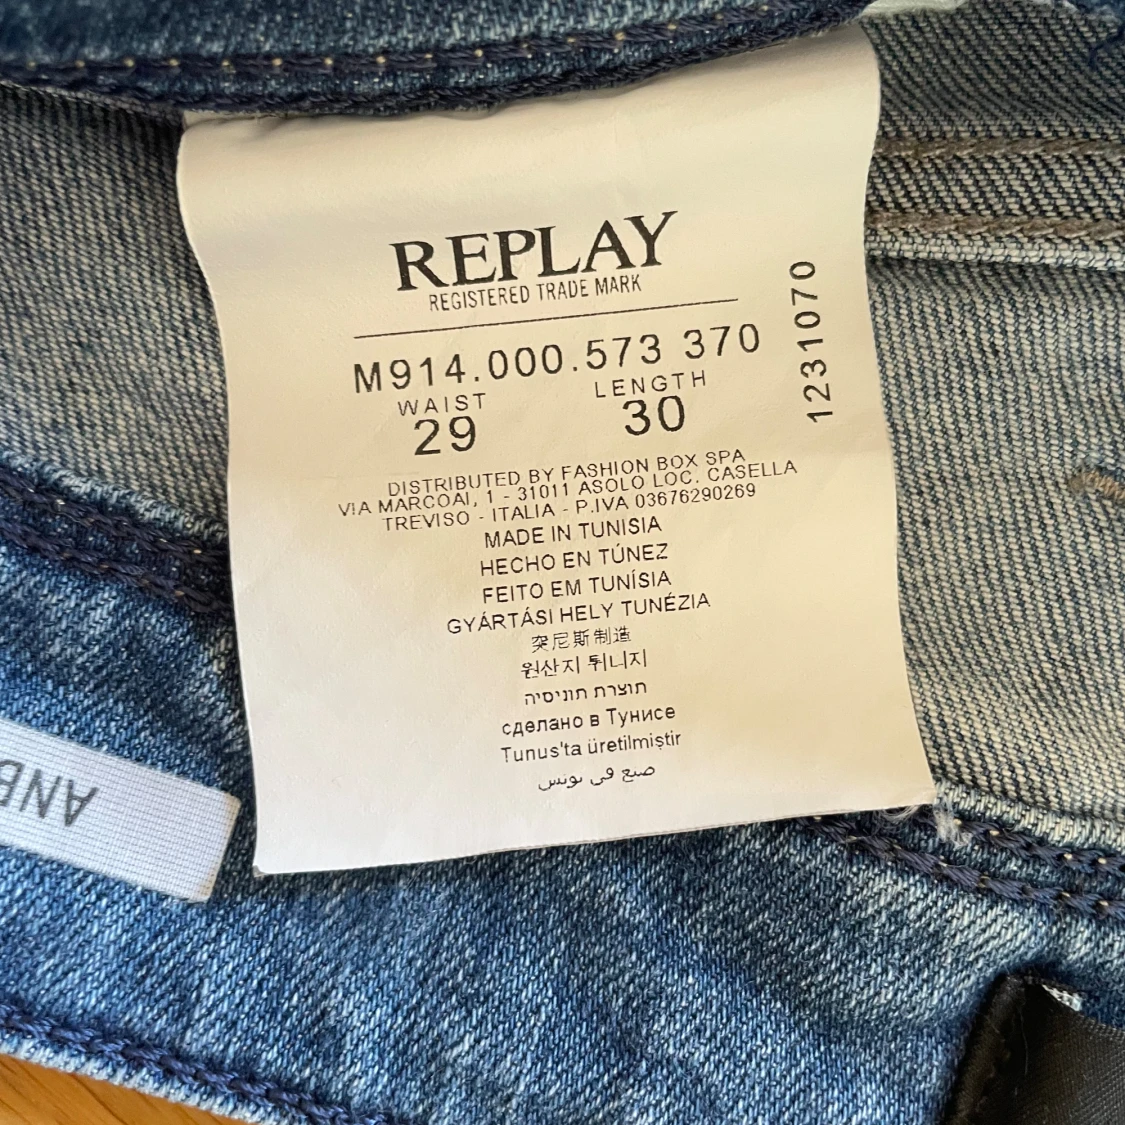 REPLAY
REGISTERED TRADE MARK
M914.000.573 370
WAIST LENGTH
29 30
1231070
DISTRIBUTED BY FASHION BOX SPA
VIA MARCOAI, 1 - 31011 ASOLO LOC. CASELLA
TREVISO - ITALIA - P.IVA 03676290269
MADE IN TUNISIA
HECHO EN TÚNEZ
FEITO EM TUNÍSIA
GYÁRTÁSI HELY TUNÉZIA
突尼斯制造
원산지 튀니지
תוצרת תוניסיה
сделано в Тунисе
Tunus'ta üretilmiştir
صنع في تونس